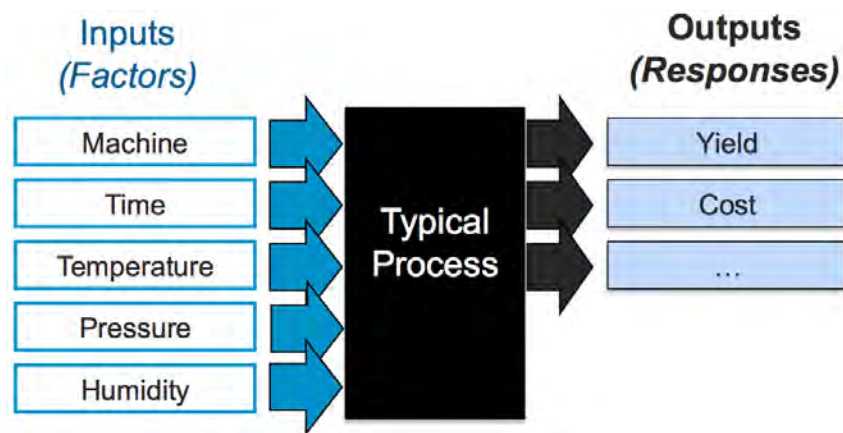 Inputs
(Factors)
Machine
Time
Temperature
Pressure
Humidity
Typical
Process
Outputs
(Responses)
Yield
Cost
...